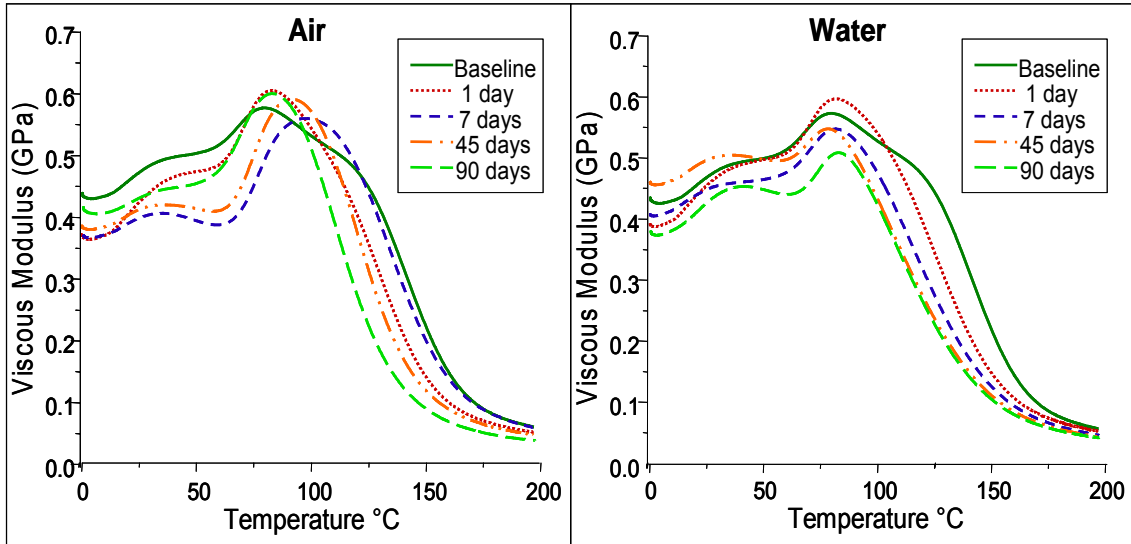 Air
Viscous Modulus (GPa)
0.7
0.6
0.5
0.4
0.3
0.2
0.1
0.0
Baseline
1 day
7 days
45 days
90 days
0
50
100
150
200
Temperature °C
Water
Viscous Modulus (GPa)
0.7
0.6
0.5
0.4
0.3
0.2
0.1
0.0
Baseline
1 day
7 days
45 days
90 days
0
50
100
150
200
Temperature °C